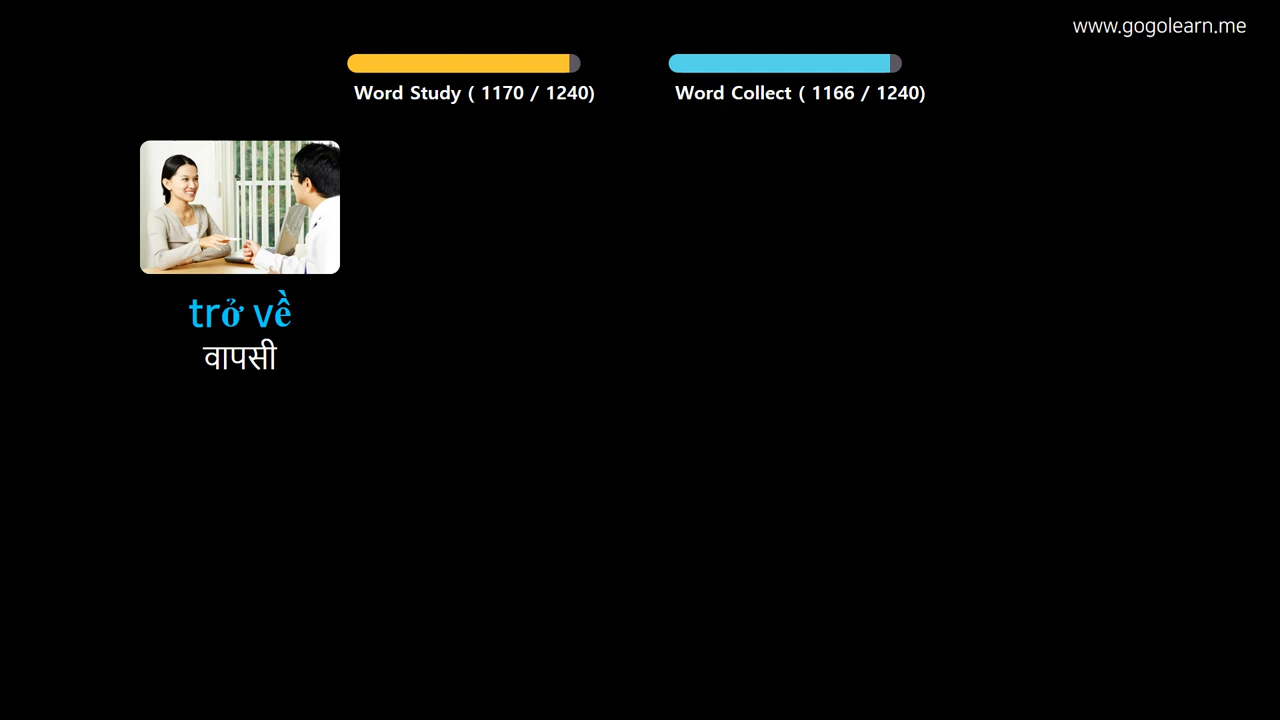 www.gogolearn.me
Word Study ( 1170 / 1240)
Word Collect ( 1166 / 1240)
trở về
वापसी